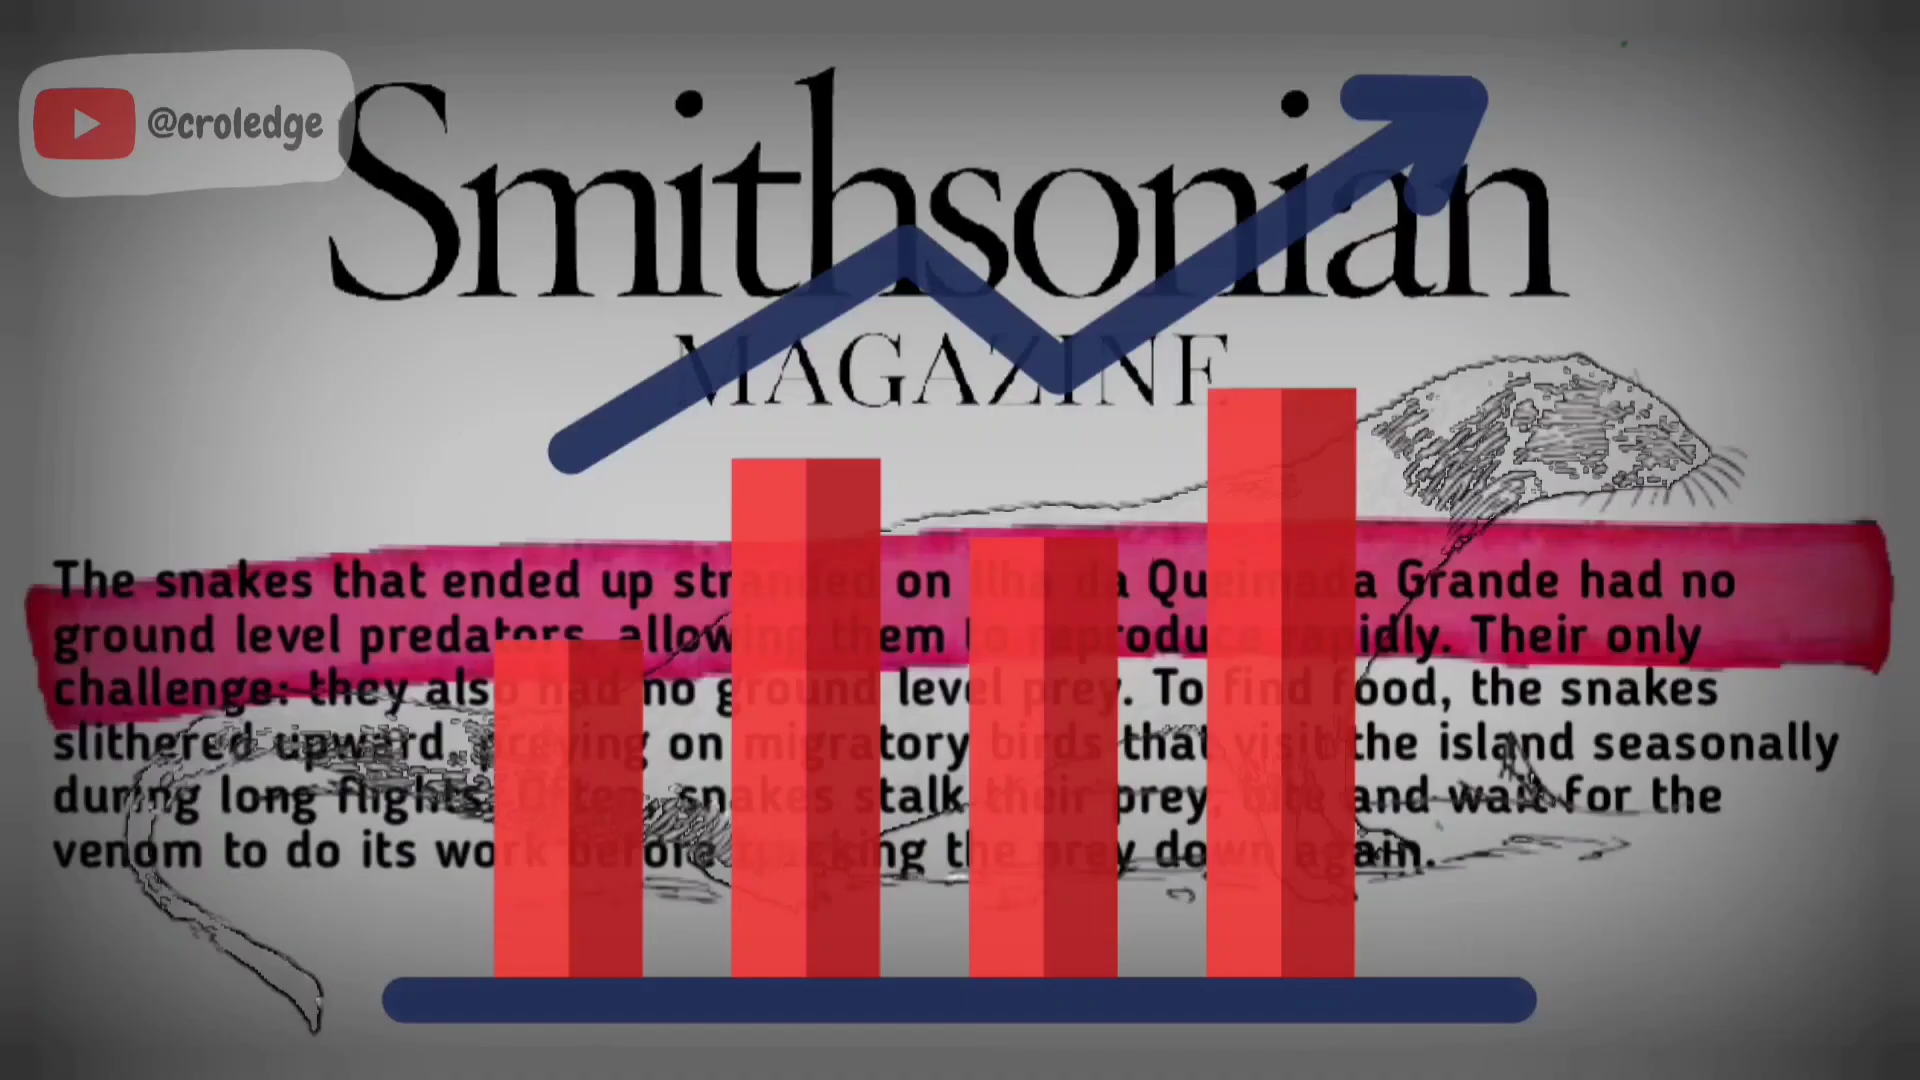 @croledge
Smithsonian
MAGAZINE
The snakes that ended up stranded on Ilha da Queimada Grande had no
ground level predators, allowing them to reproduce rapidly. Their only
challenge: they also had no ground level prey. To find food, the snakes
slithered upward, preying on migratory birds that visit the island seasonally
during long flights. Often, snakes stalk their prey, bite and wait for the
venom to do its work before tracking the prey down again.